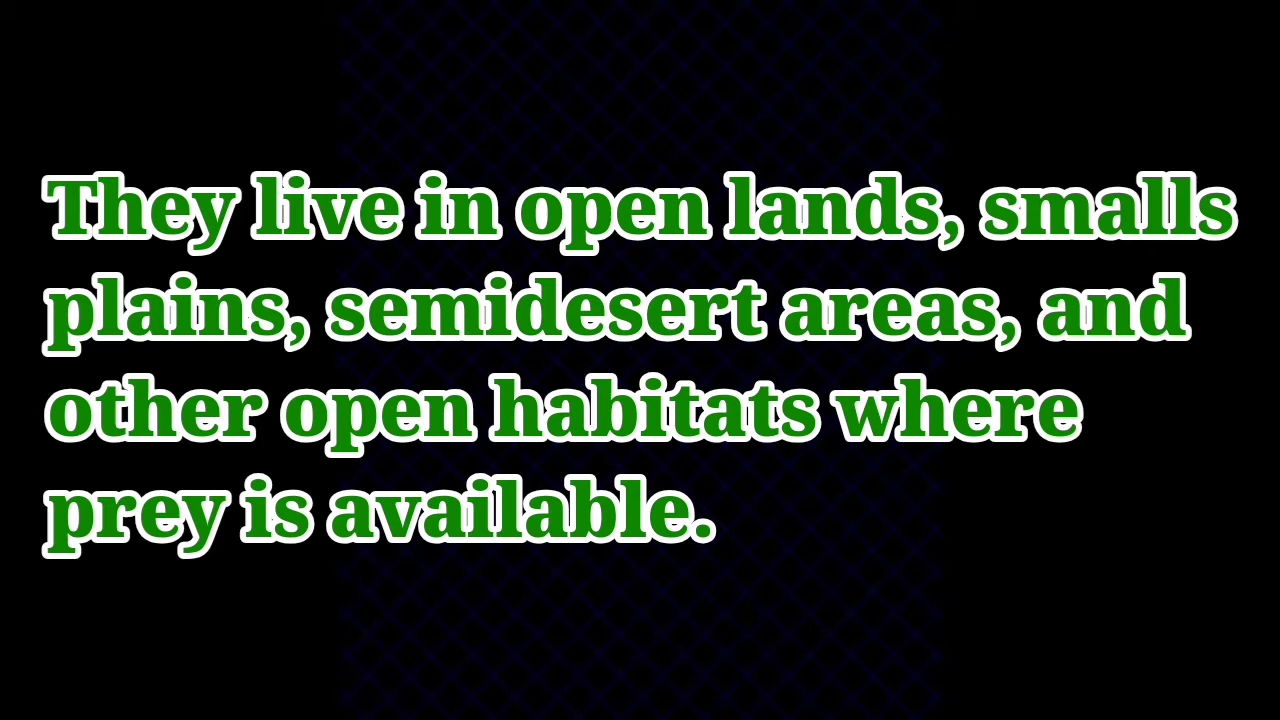 They live in open lands, smalls
plains, semidesert areas, and
other open habitats where
prey is available.